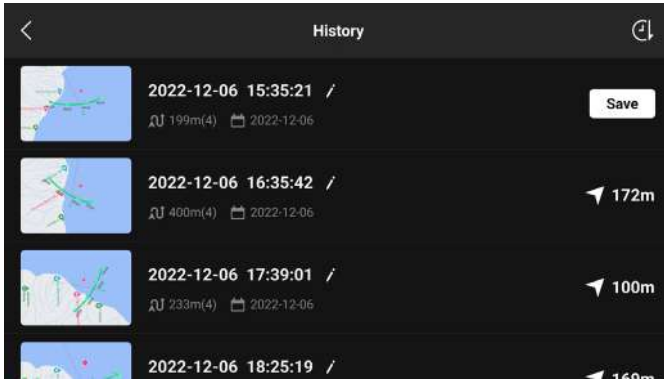 History
2022-12-06 15:35:21
199m(4) 2022-12-06
Save
2022-12-06 16:35:42
400m(4) 2022-12-06
172m
2022-12-06 17:39:01
233m(4) 2022-12-06
100m
2022-12-06 18:25:19
169m